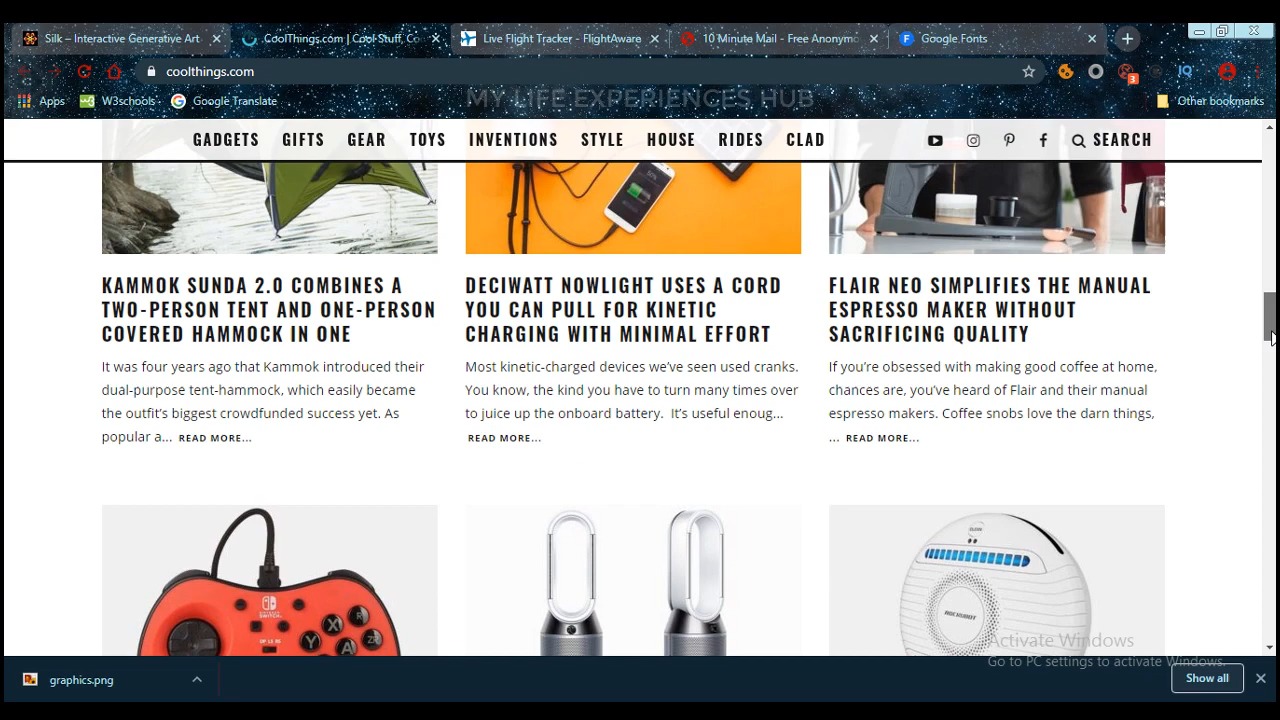 Silk – Interactive Generative Art
CoolThings.com | Cool Stuff, Co
Live Flight Tracker - FlightAware
10 Minute Mail - Free Anonymo
Google Fonts
coolthings.com
3
IQ
Apps
W3schools
Google Translate
Other bookmarks
MY LIFE EXPERIENCES HUB
GADGETS GIFTS GEAR TOYS INVENTIONS STYLE HOUSE RIDES CLAD
SEARCH
KAMMOK SUNDA 2.0 COMBINES A
TWO-PERSON TENT AND ONE-PERSON
COVERED HAMMOCK IN ONE
It was four years ago that Kammok introduced their
dual-purpose tent-hammock, which easily became
the outfit's biggest crowdfunded success yet. As
popular a... READ MORE...
DECIWATT NOWLIGHT USES A CORD
YOU CAN PULL FOR KINETIC
CHARGING WITH MINIMAL EFFORT
Most kinetic-charged devices we've seen used cranks.
You know, the kind you have to turn many times over
to juice up the onboard battery. It's useful enoug...
READ MORE...
FLAIR NEO SIMPLIFIES THE MANUAL
ESPRESSO MAKER WITHOUT
SACRIFICING QUALITY
If you're obsessed with making good coffee at home,
chances are, you've heard of Flair and their manual
espresso makers. Coffee snobs love the darn things,
... READ MORE...
SWITCH
X
Y
A
R
ZR
Activate Windows
Go to PC settings to activate Windows.
graphics.png
Show all